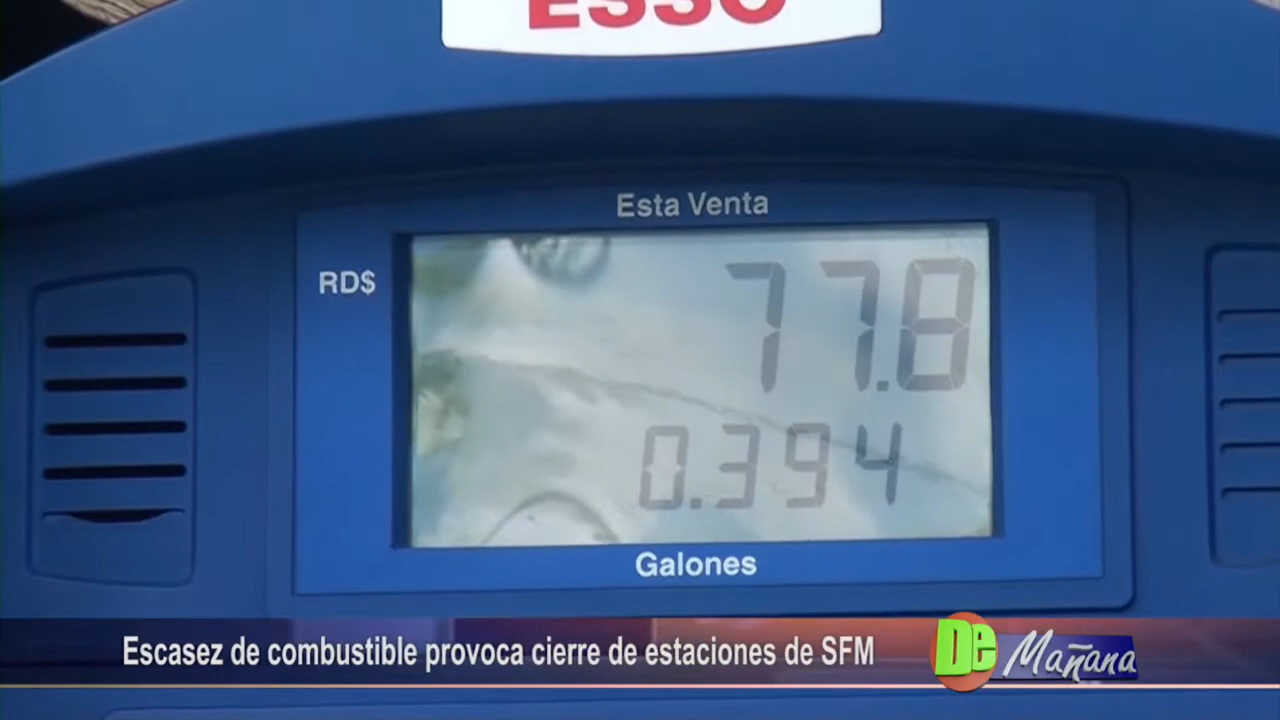 ESSO
Esta Venta
RD$
77.8
0.394
Galones
Escasez de combustible provoca cierre de estaciones de SFM
De Mañana